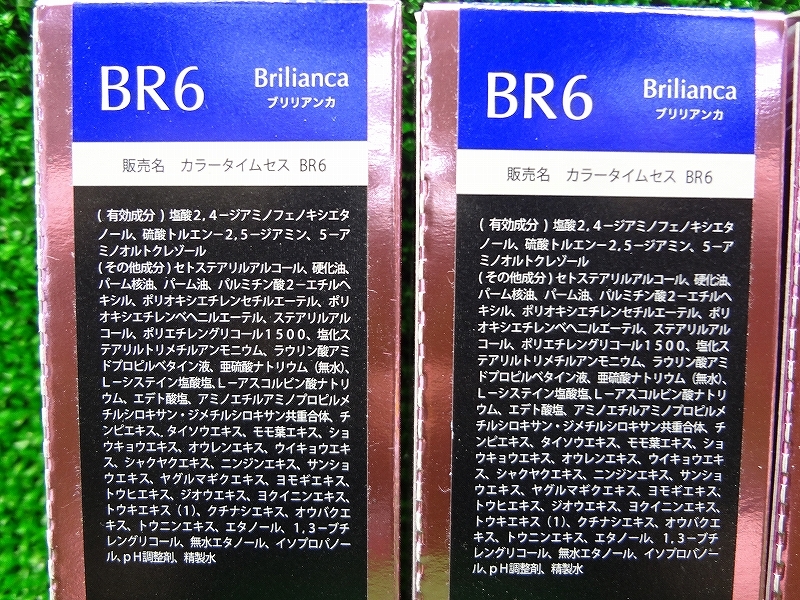 BR6
Brilianca
ブリリアンカ
販売名 カラータイムセス BR6
(有効成分)塩酸2,4-ジアミノフェノキシエタ
ノール、硫酸トルエン-2,5-ジアミン、5-ア
ミノオルトクレゾール
(その他成分)セトステアリルアルコール、硬化油、
パーム核油、パーム油、パルミチン酸2-エチルヘ
キシル、ポリオキシエチレンセチルエーテル、ポリ
オキシエチレンベヘニルエーテル、ステアリルアル
コール、ポリエチレングリコール1500、塩化ス
テアリルトリメチルアンモニウム、ラウリン酸アミ
ドプロピルベタイン液、亜硫酸ナトリウム(無水)、
L-システイン塩酸塩、L-アスコルビン酸ナトリ
ウム、エデト酸塩、アミノエチルアミノプロピルメ
チルシロキサン・ジメチルシロキサン共重合体、チ
ンピエキス、タイソウエキス、モモ葉エキス、ショ
ウキョウエキス、オウレンエキス、ウイキョウエキ
ス、シャクヤクエキス、ニンジンエキス、サンショ
ウエキス、ヤグルマギクエキス、ヨモギエキス、
トウヒエキス、ジオウエキス、ヨクイニンエキス、
トウキエキス(1)、クチナシエキス、オウバクエ
キス、トウニンエキス、エタノール、1,3-ブチ
レングリコール、無水エタノール、イソプロパノー
ル、pH調整剤、精製水
BR6
Brilianca
ブリリアンカ
販売名 カラータイムセス BR6
(有効成分)塩酸2,4-ジアミノフェノキシエタ
ノール、硫酸トルエン-2,5-ジアミン、5-ア
ミノオルトクレゾール
(その他成分)セトステアリルアルコール、硬化油、
パーム核油、パーム油、パルミチン酸2-エチルヘ
キシル、ポリオキシエチレンセチルエーテル、ポリ
オキシエチレンベヘニルエーテル、ステアリルアル
コール、ポリエチレングリコール1500、塩化ス
テアリルトリメチルアンモニウム、ラウリン酸アミ
ドプロピルベタイン液、亜硫酸ナトリウム(無水)、
L-システイン塩酸塩、L-アスコルビン酸ナトリ
ウム、エデト酸塩、アミノエチルアミノプロピルメ
チルシロキサン・ジメチルシロキサン共重合体、チ
ンピエキス、タイソウエキス、モモ葉エキス、ショ
ウキョウエキス、オウレンエキス、ウイキョウエキ
ス、シャクヤクエキス、ニンジンエキス、サンショ
ウエキス、ヤグルマギクエキス、ヨモギエキス、
トウヒエキス、ジオウエキス、ヨクイニンエキス、
トウキエキス(1)、クチナシエキス、オウバクエ
キス、トウニンエキス、エタノール、1,3-ブチ
レングリコール、無水エタノール、イソプロパノー
ル、pH調整剤、精製水